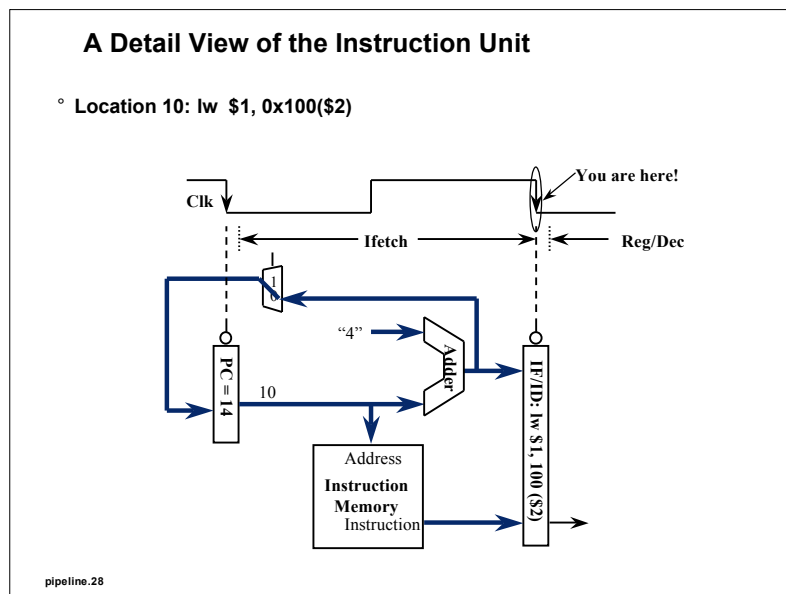 A Detail View of the Instruction Unit
° Location 10: lw $1, 0x100($2)
You are here!
Clk
Ifetch
Reg/Dec
1
0
"4"
Adder
PC = 14
10
IF/ID: lw $1, 100 ($2)
Address
Instruction
Memory
Instruction
pipeline.28